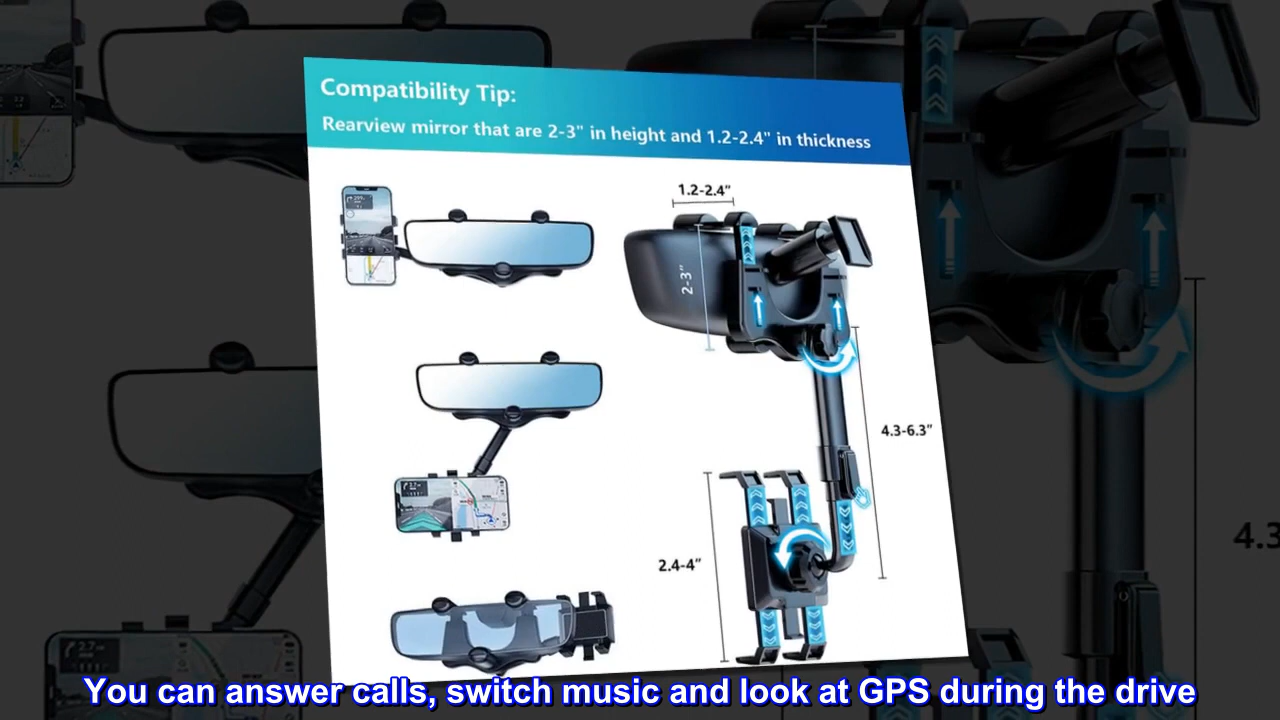 Compatibility Tip:
Rearview mirror that are 2-3" in height and 1.2-2.4" in thickness
1.2-2.4"
2-3"
4.3-6.3"
2.4-4"
4.3
You can answer calls, switch music and look at GPS during the drive